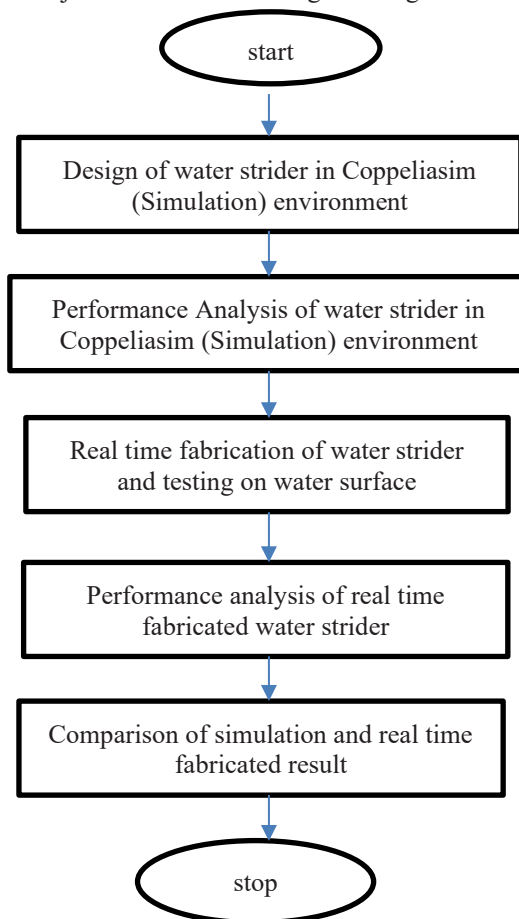 start
Design of water strider in Coppeliasim
(Simulation) environment
Performance Analysis of water strider in
Coppeliasim (Simulation) environment
Real time fabrication of water strider
and testing on water surface
Performance analysis of real time
fabricated water strider
Comparison of simulation and real time
fabricated result
stop